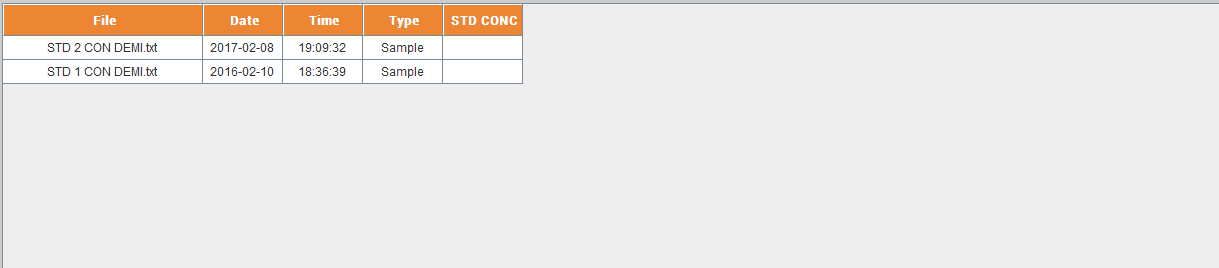 File Date Time Type STD CONC
STD 2 CON DEMI.txt 2017-02-08 19:09:32 Sample
STD 1 CON DEMI.txt 2016-02-10 18:36:39 Sample